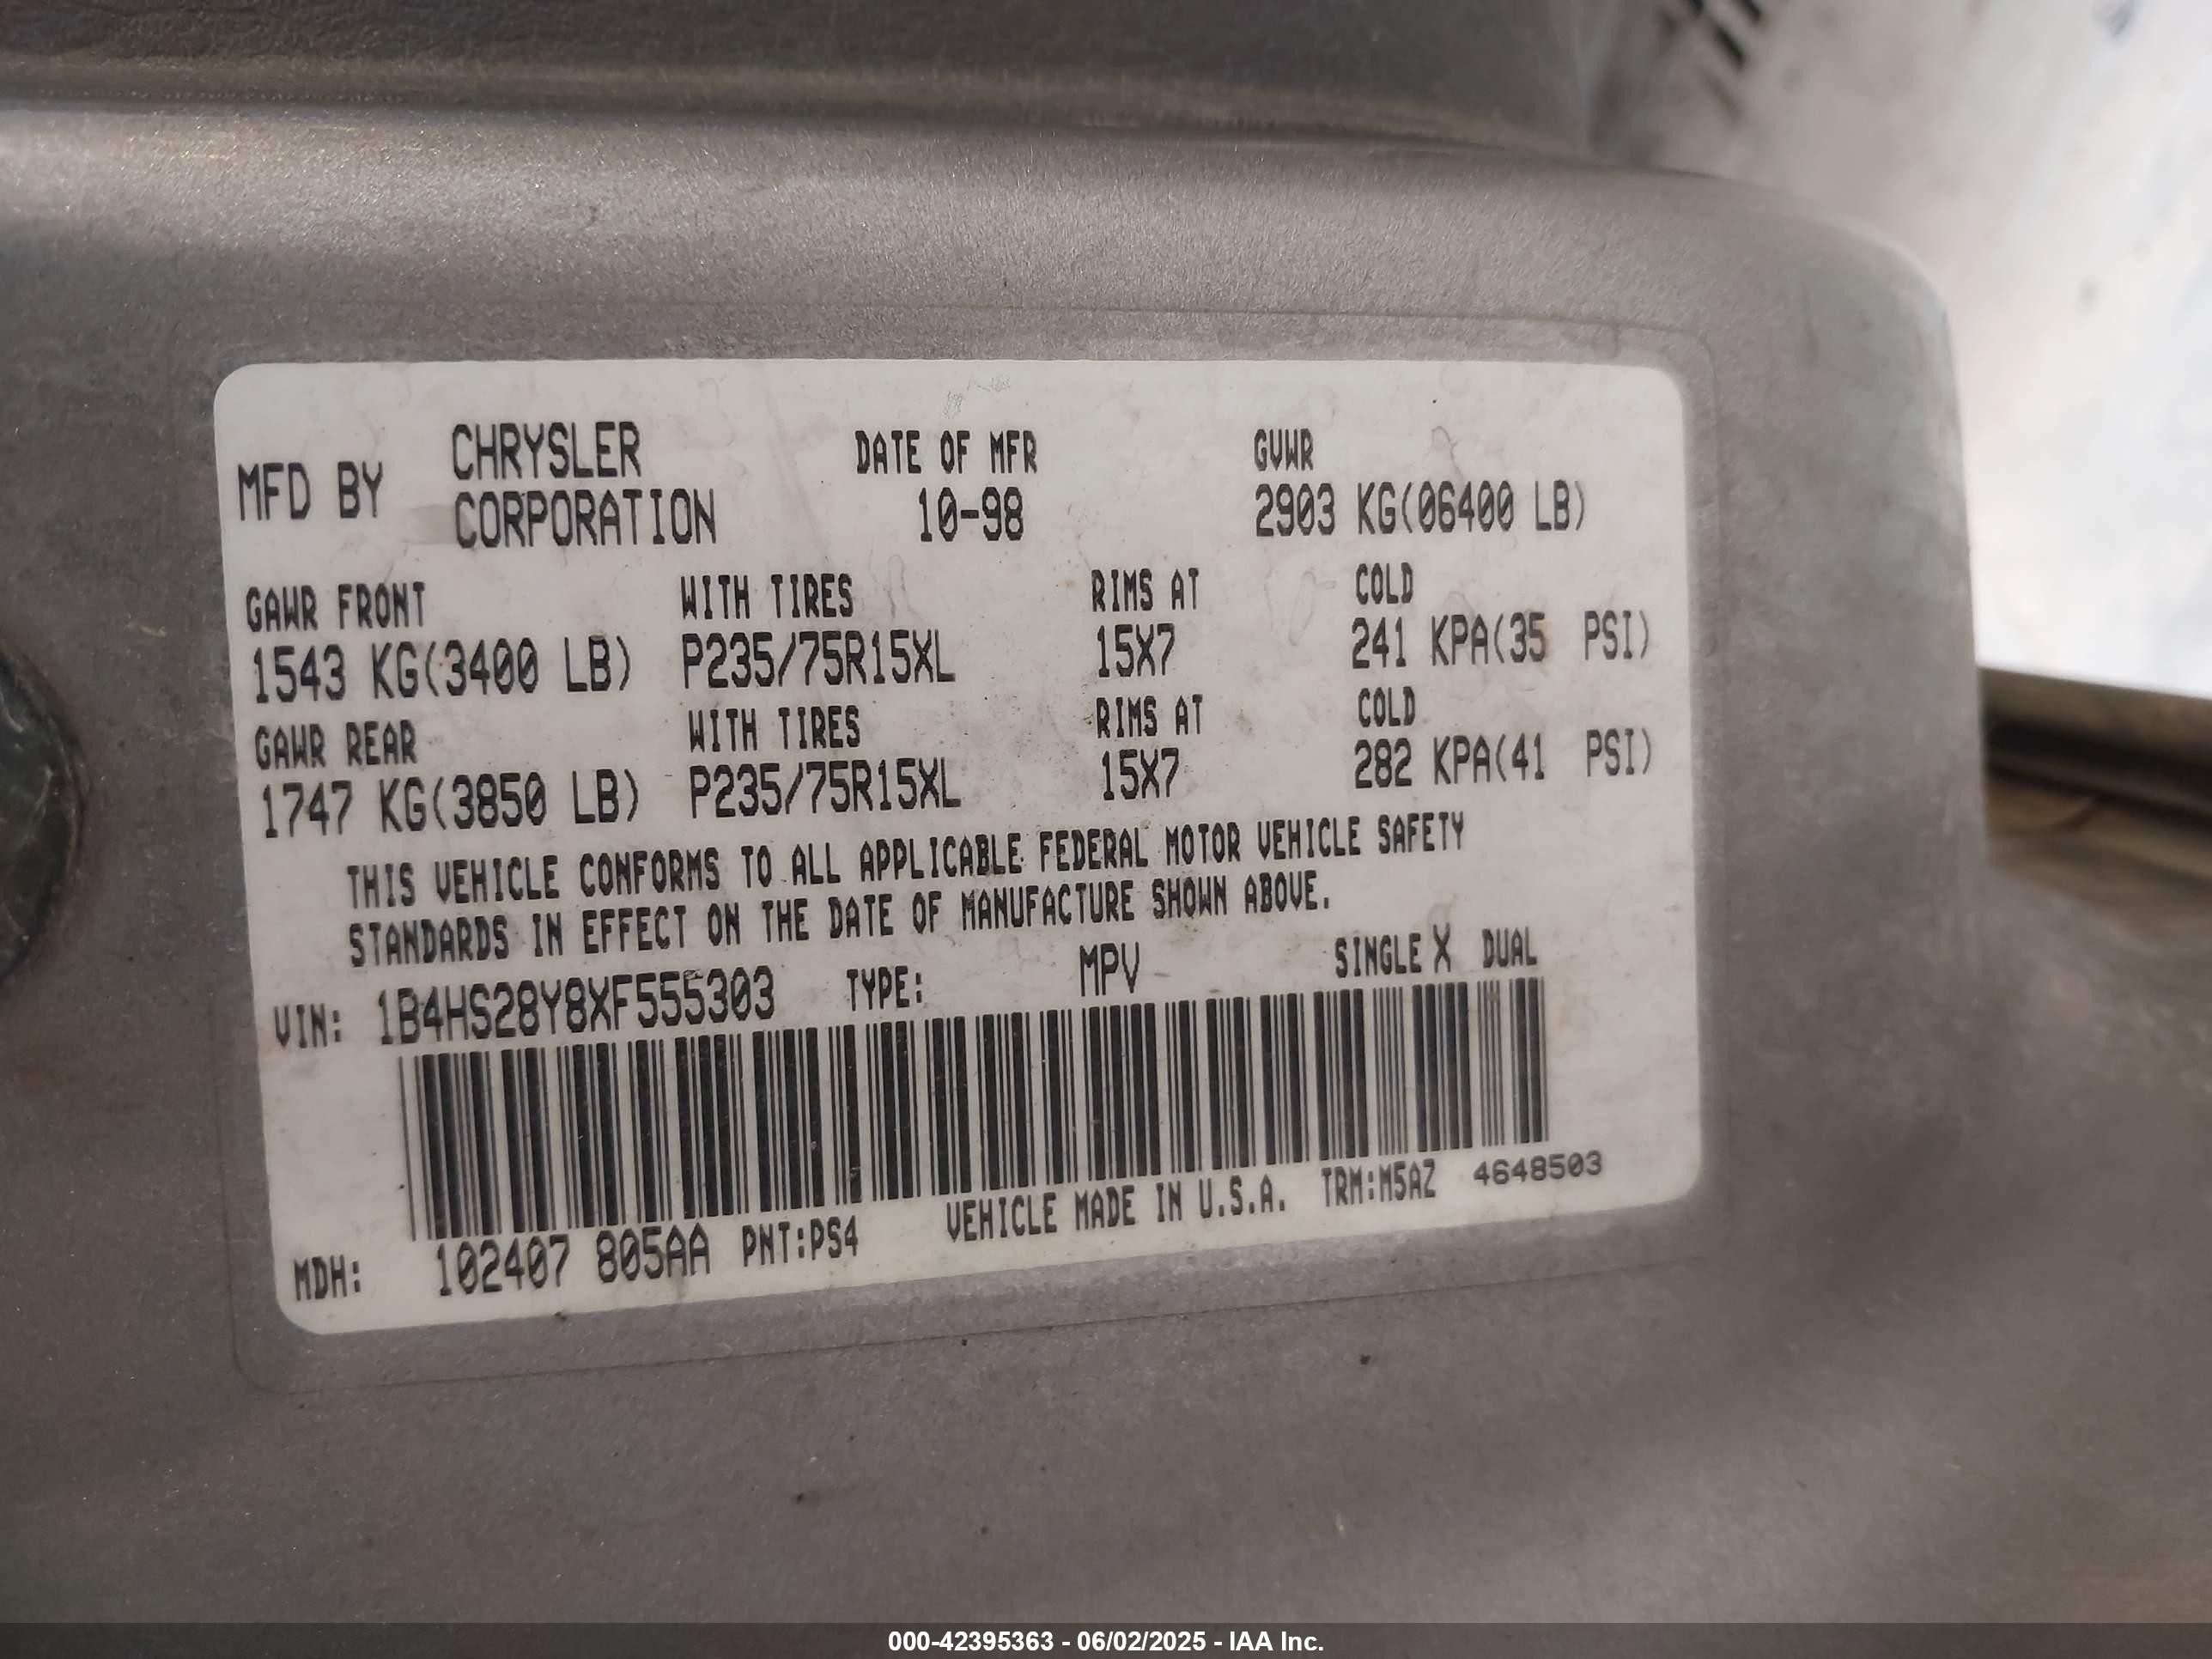 MFD BY CHRYSLER CORPORATION DATE OF MFR 10-98 GVWR 2903 KG(06400 LB)
GAWR FRONT WITH TIRES RIMS AT COLD
1543 KG(3400 LB) P235/75R15XL 15X7 241 KPA(35 PSI)
GAWR REAR WITH TIRES RIMS AT COLD
1747 KG(3850 LB) P235/75R15XL 15X7 282 KPA(41 PSI)
THIS VEHICLE CONFORMS TO ALL APPLICABLE FEDERAL MOTOR VEHICLE SAFETY
STANDARDS IN EFFECT ON THE DATE OF MANUFACTURE SHOWN ABOVE.
VIN: 1B4HS28Y8XF555303 TYPE: MPV SINGLE X DUAL
MDH: 102407 805AA PNT:PS4 VEHICLE MADE IN U.S.A. TRM:M5AZ 4648503
000-42395363 - 06/02/2025 - IAA Inc.